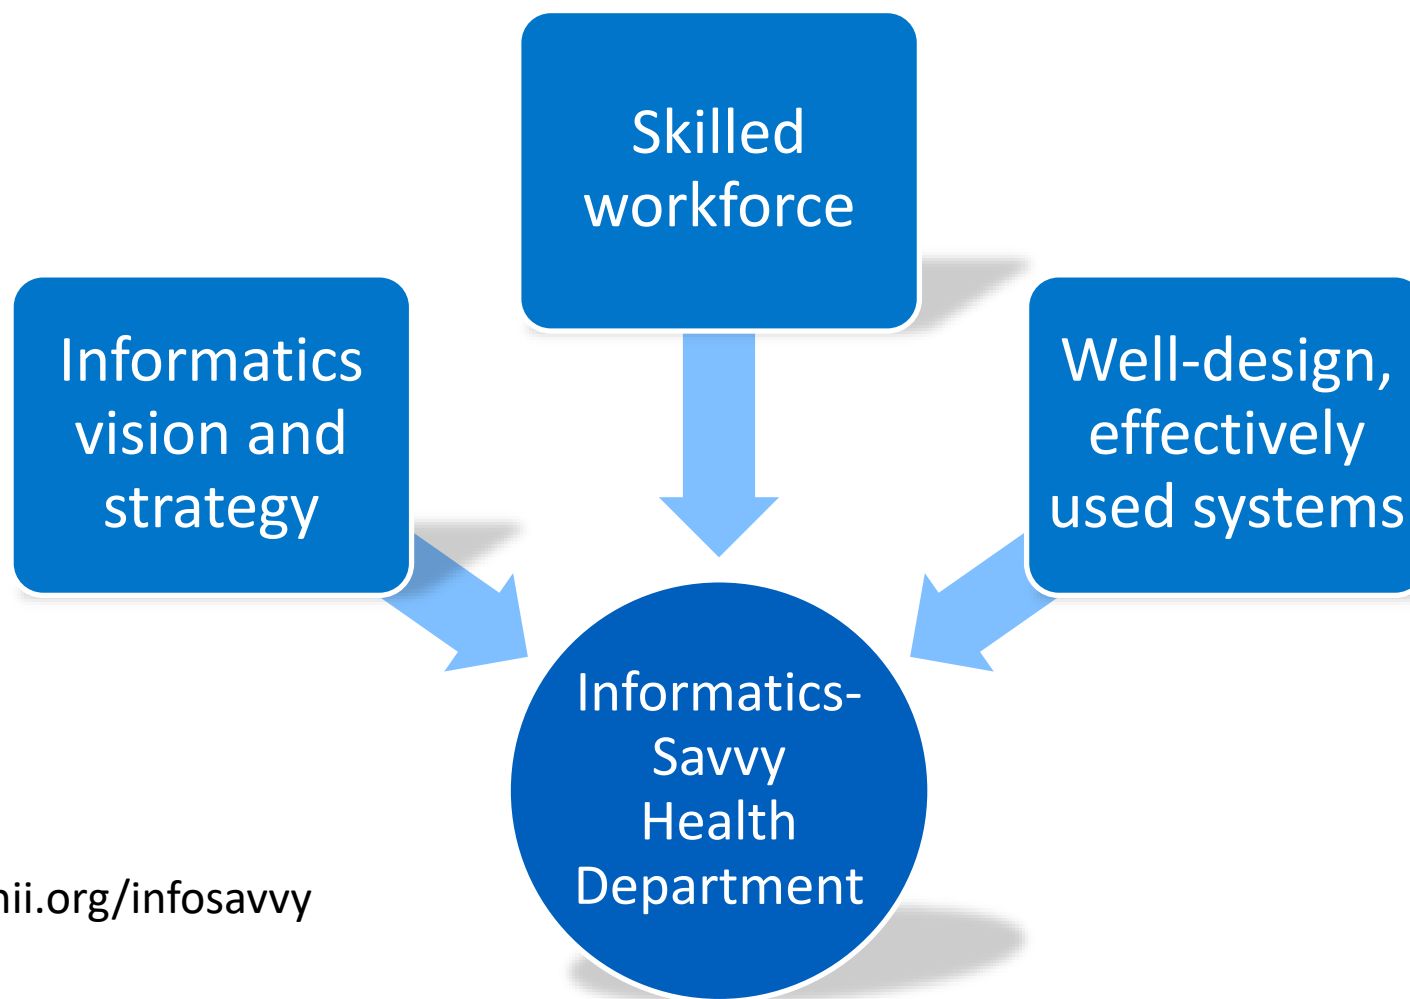 Skilled
workforce
Informatics
vision and
strategy
Well-design,
effectively
used systems
Informatics-
Savvy
Health
Department
ii.org/infosavvy